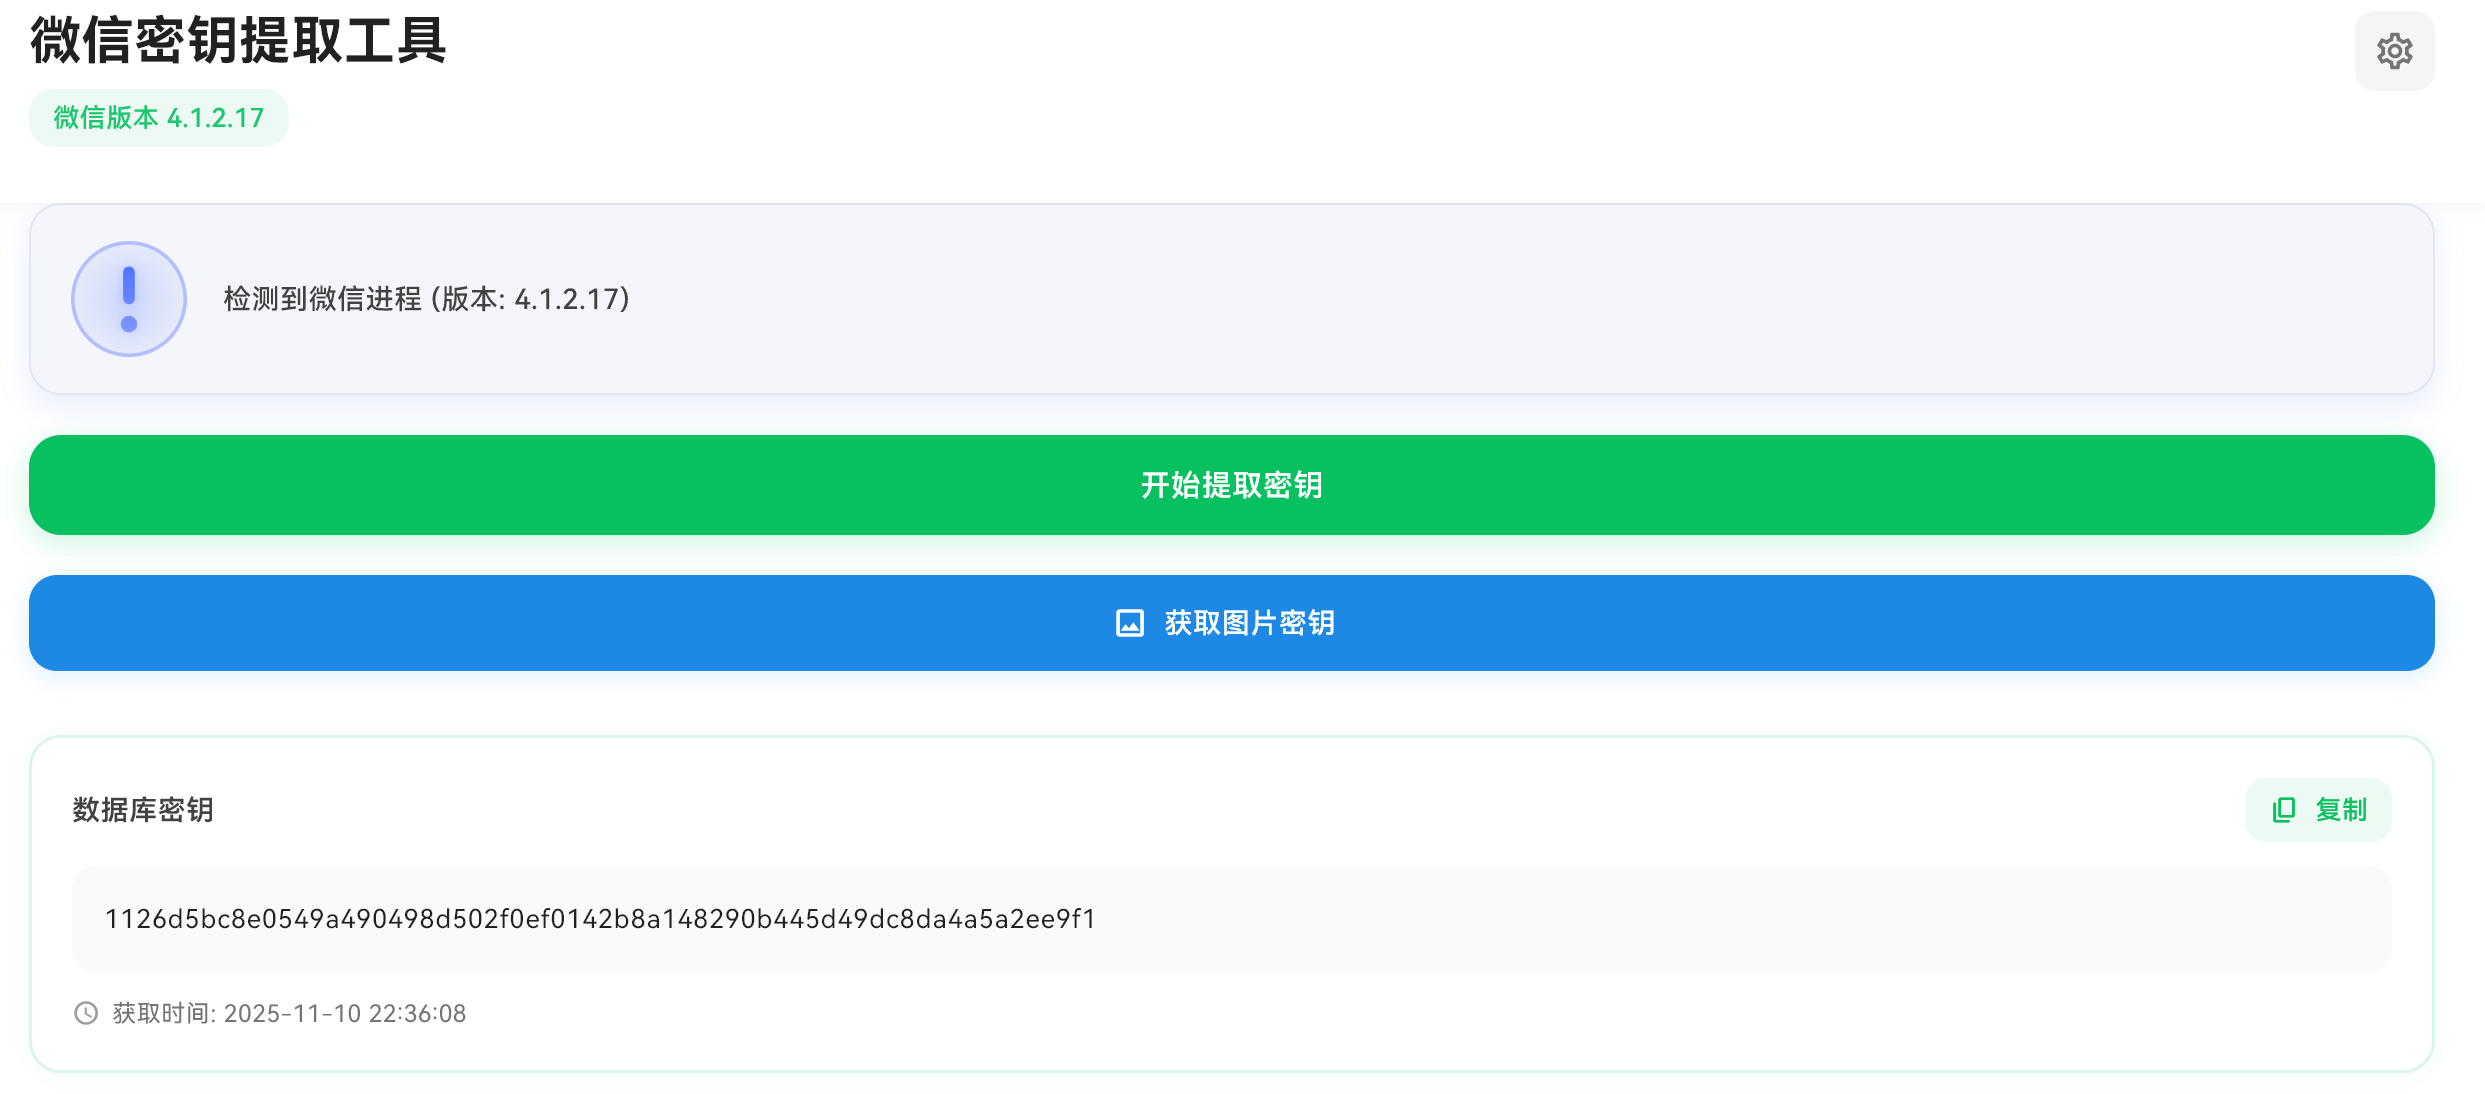 微信密钥提取工具
微信版本 4.1.2.17
检测到微信进程 (版本: 4.1.2.17)
开始提取密钥
获取图片密钥
数据库密钥
复制
1126d5bc8e0549a490498d502f0ef0142b8a148290b445d49dc8da4a5a2ee9f1
获取时间: 2025-11-10 22:36:08